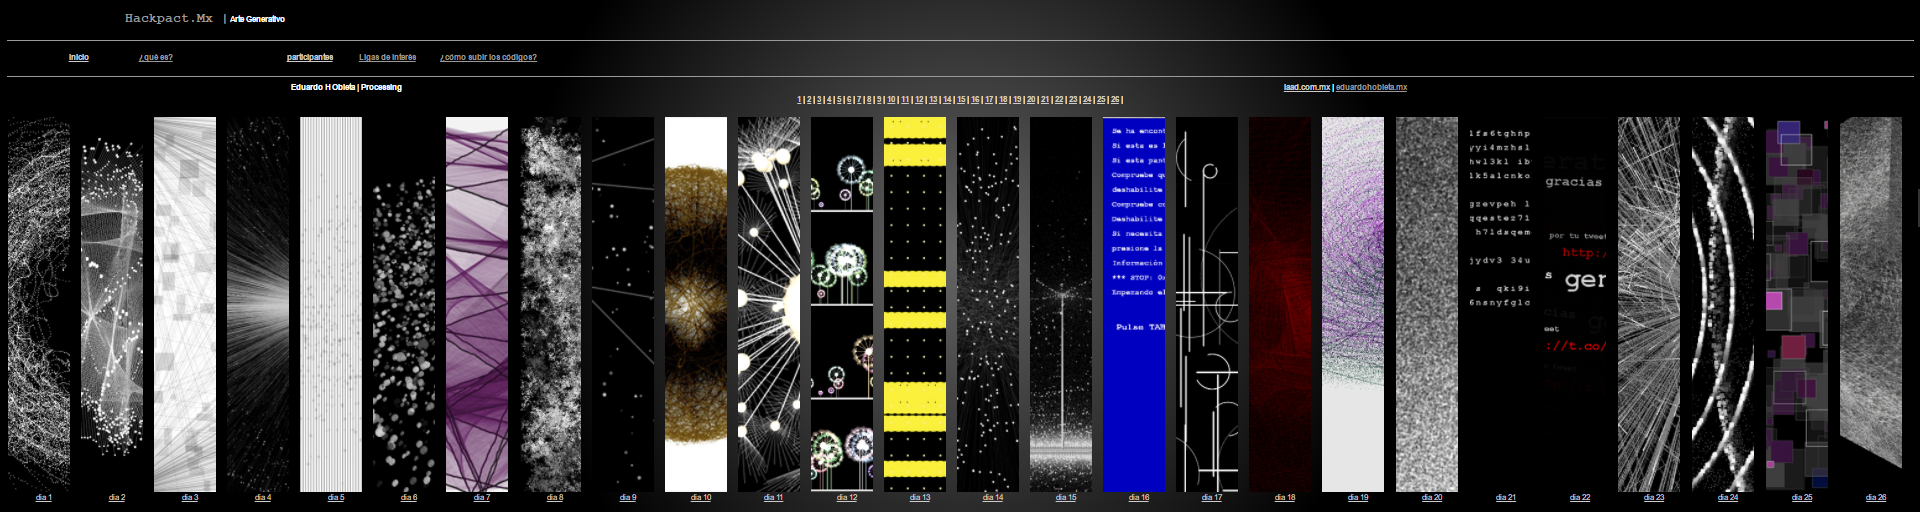 Hackpact.Mx | Arte Generativo
Inicio ¿qué es? participantes Ligas de Interés ¿cómo subir los códigos?
Eduardo H Obieta | Processing
iaad.com.mx | eduardohobieta.mx
1 | 2 | 3 | 4 | 5 | 6 | 7 | 8 | 9 | 10 | 11 | 12 | 13 | 14 | 15 | 16 | 17 | 18 | 19 | 20 | 21 | 22 | 23 | 24 | 25 | 26 |
Se ha encont
Si esta es l
Si esta pant
Compruebe qu
deshabilite
Compruebe co
Deshabilite
Si necesita
presione la
Información
*** STOP: 0x
Empezando el
Pulse TAB
lfs6tghnp
yyi4mzhsl
hwl3kl ib
lk5alcnko
gzevpeh l
qqestez71
h7ldsqem
jydv3 34u
s qki9i
6nsnyfglc
gracias
por tu tweet
http:/
s ger
eet
://t.co/
dia 1 dia 2 dia 3 dia 4 dia 5 dia 6 dia 7 dia 8 dia 9 dia 10 dia 11 dia 12 dia 13 dia 14 dia 15 dia 16 dia 17 dia 18 dia 19 dia 20 dia 21 dia 22 dia 23 dia 24 dia 25 dia 26